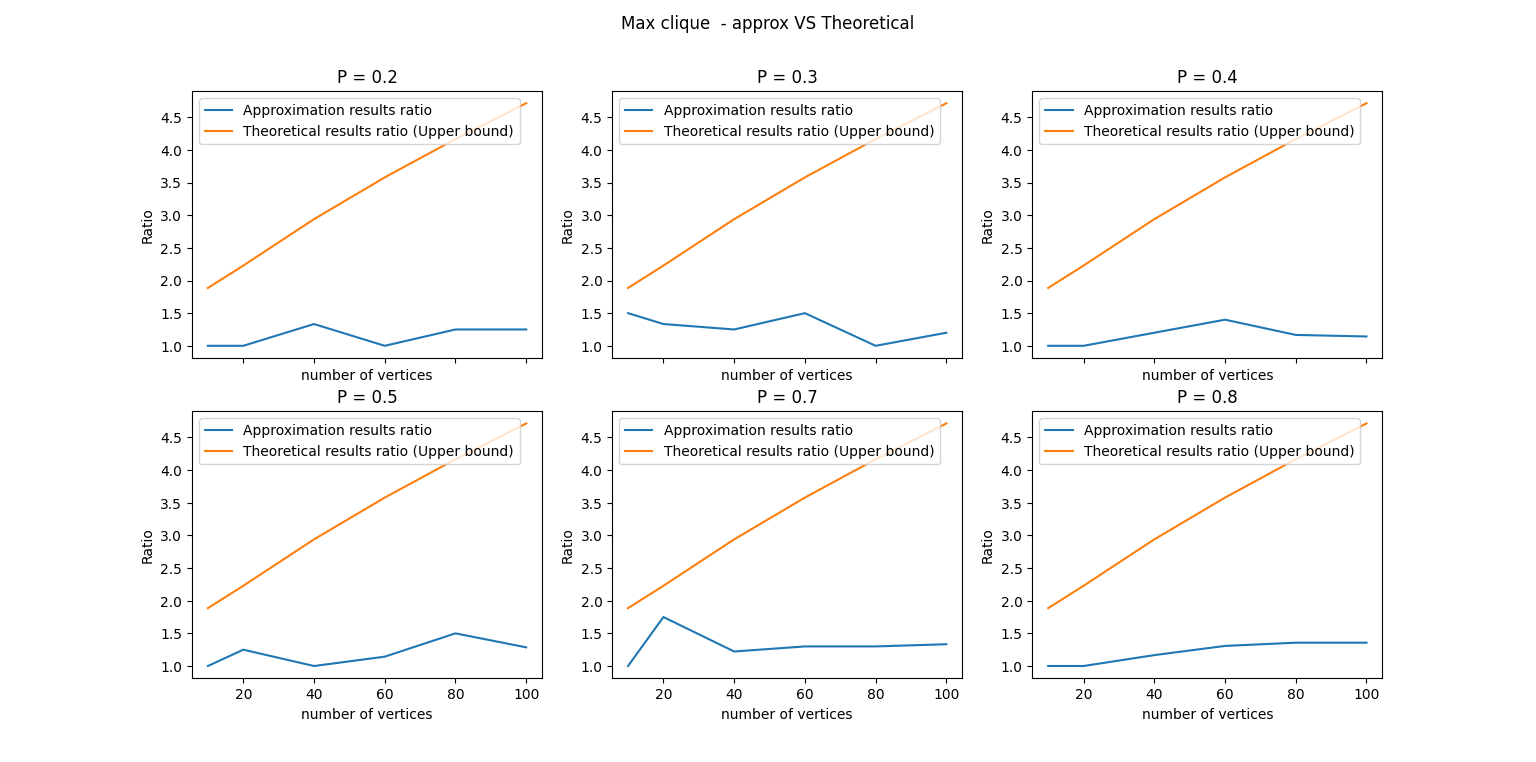 Max clique - approx VS Theoretical
P = 0.2
Approximation results ratio
Theoretical results ratio (Upper bound)
4.5
4.0
3.5
3.0
2.5
2.0
1.5
1.0
Ratio
number of vertices
P = 0.3
Approximation results ratio
Theoretical results ratio (Upper bound)
4.5
4.0
3.5
3.0
2.5
2.0
1.5
1.0
Ratio
number of vertices
P = 0.4
Approximation results ratio
Theoretical results ratio (Upper bound)
4.5
4.0
3.5
3.0
2.5
2.0
1.5
1.0
Ratio
number of vertices
P = 0.5
Approximation results ratio
Theoretical results ratio (Upper bound)
4.5
4.0
3.5
3.0
2.5
2.0
1.5
1.0
Ratio
20 40 60 80 100
number of vertices
P = 0.7
Approximation results ratio
Theoretical results ratio (Upper bound)
4.5
4.0
3.5
3.0
2.5
2.0
1.5
1.0
Ratio
20 40 60 80 100
number of vertices
P = 0.8
Approximation results ratio
Theoretical results ratio (Upper bound)
4.5
4.0
3.5
3.0
2.5
2.0
1.5
1.0
Ratio
20 40 60 80 100
number of vertices